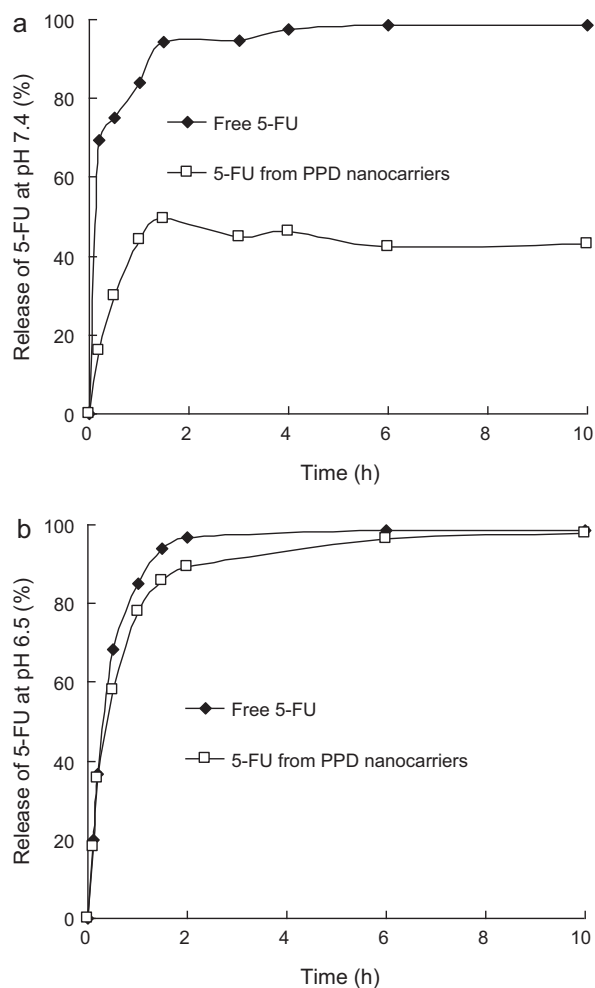 a
Release of 5-FU at pH 7.4 (%)
100
80
60
40
20
0
Free 5-FU
5-FU from PPD nanocarriers
0 2 4 6 8 10
Time (h)
b
Release of 5-FU at pH 6.5 (%)
100
80
60
40
20
0
Free 5-FU
5-FU from PPD nanocarriers
0 2 4 6 8 10
Time (h)